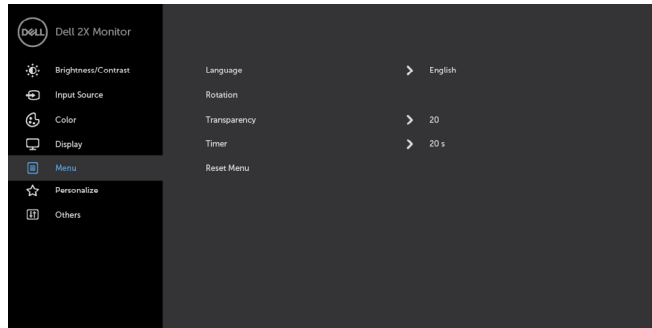 DELL Dell 2X Monitor
Brightness/Contrast
Input Source
Color
Display
Menu
Personalize
Others
Language > English
Rotation
Transparency > 20
Timer > 20 s
Reset Menu